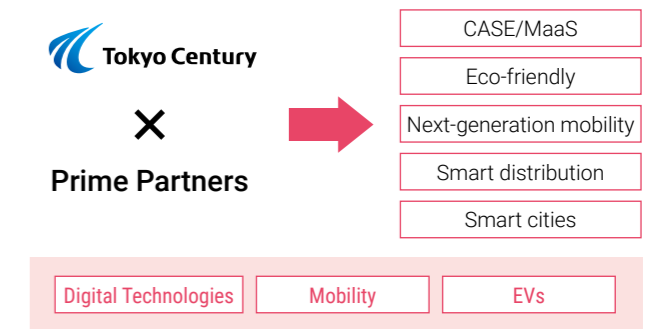 Tokyo Century
×
Prime Partners
CASE/MaaS
Eco-friendly
Next-generation mobility
Smart distribution
Smart cities
Digital Technologies
Mobility
EVs